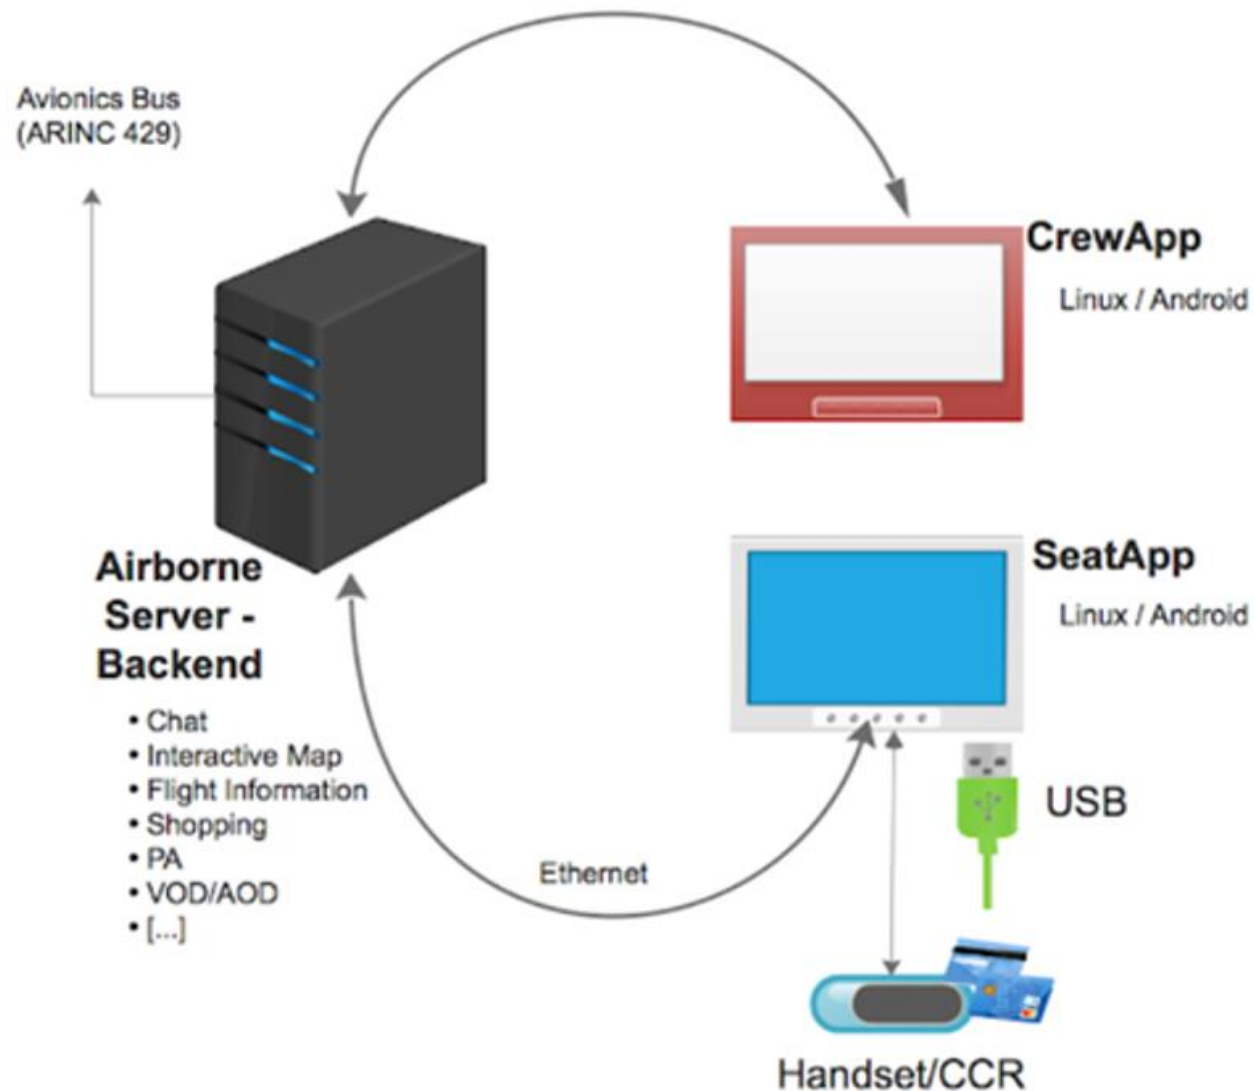 Avionics Bus
(ARINC 429)
CrewApp
Linux / Android
Airborne
Server -
Backend
• Chat
• Interactive Map
• Flight Information
• Shopping
• PA
• VOD/AOD
• [...]
SeatApp
Linux / Android
USB
Ethernet
Handset/CCR